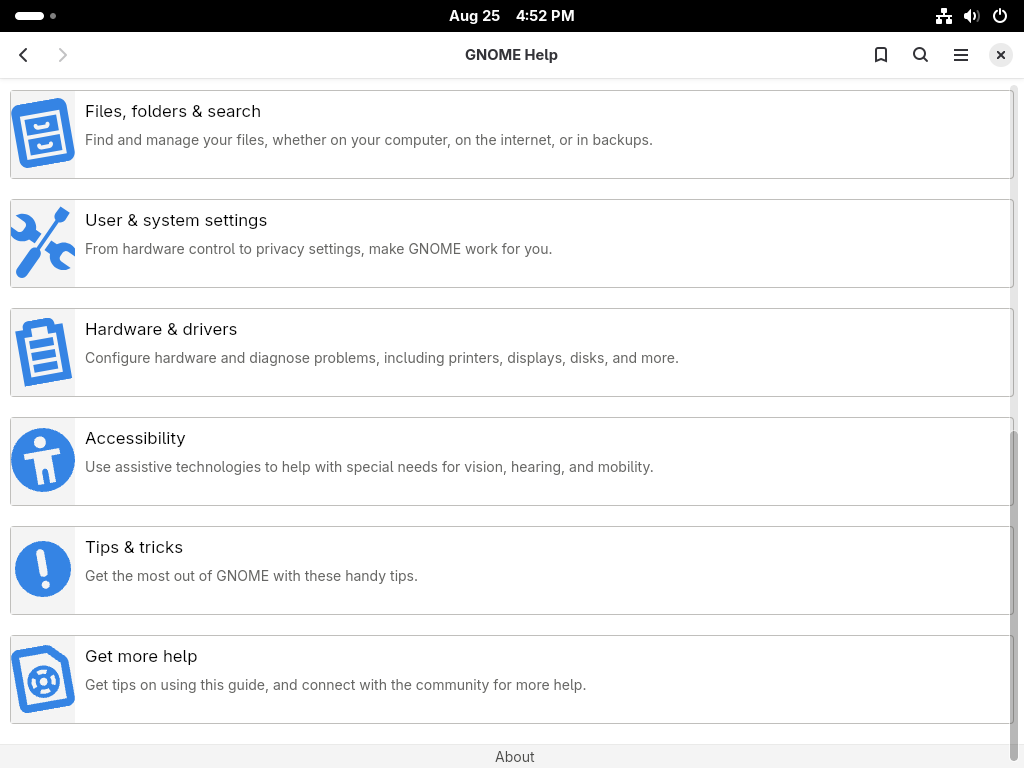 Aug 25 4:52 PM
GNOME Help
Files, folders & search
Find and manage your files, whether on your computer, on the internet, or in backups.
User & system settings
From hardware control to privacy settings, make GNOME work for you.
Hardware & drivers
Configure hardware and diagnose problems, including printers, displays, disks, and more.
Accessibility
Use assistive technologies to help with special needs for vision, hearing, and mobility.
Tips & tricks
Get the most out of GNOME with these handy tips.
Get more help
Get tips on using this guide, and connect with the community for more help.
About